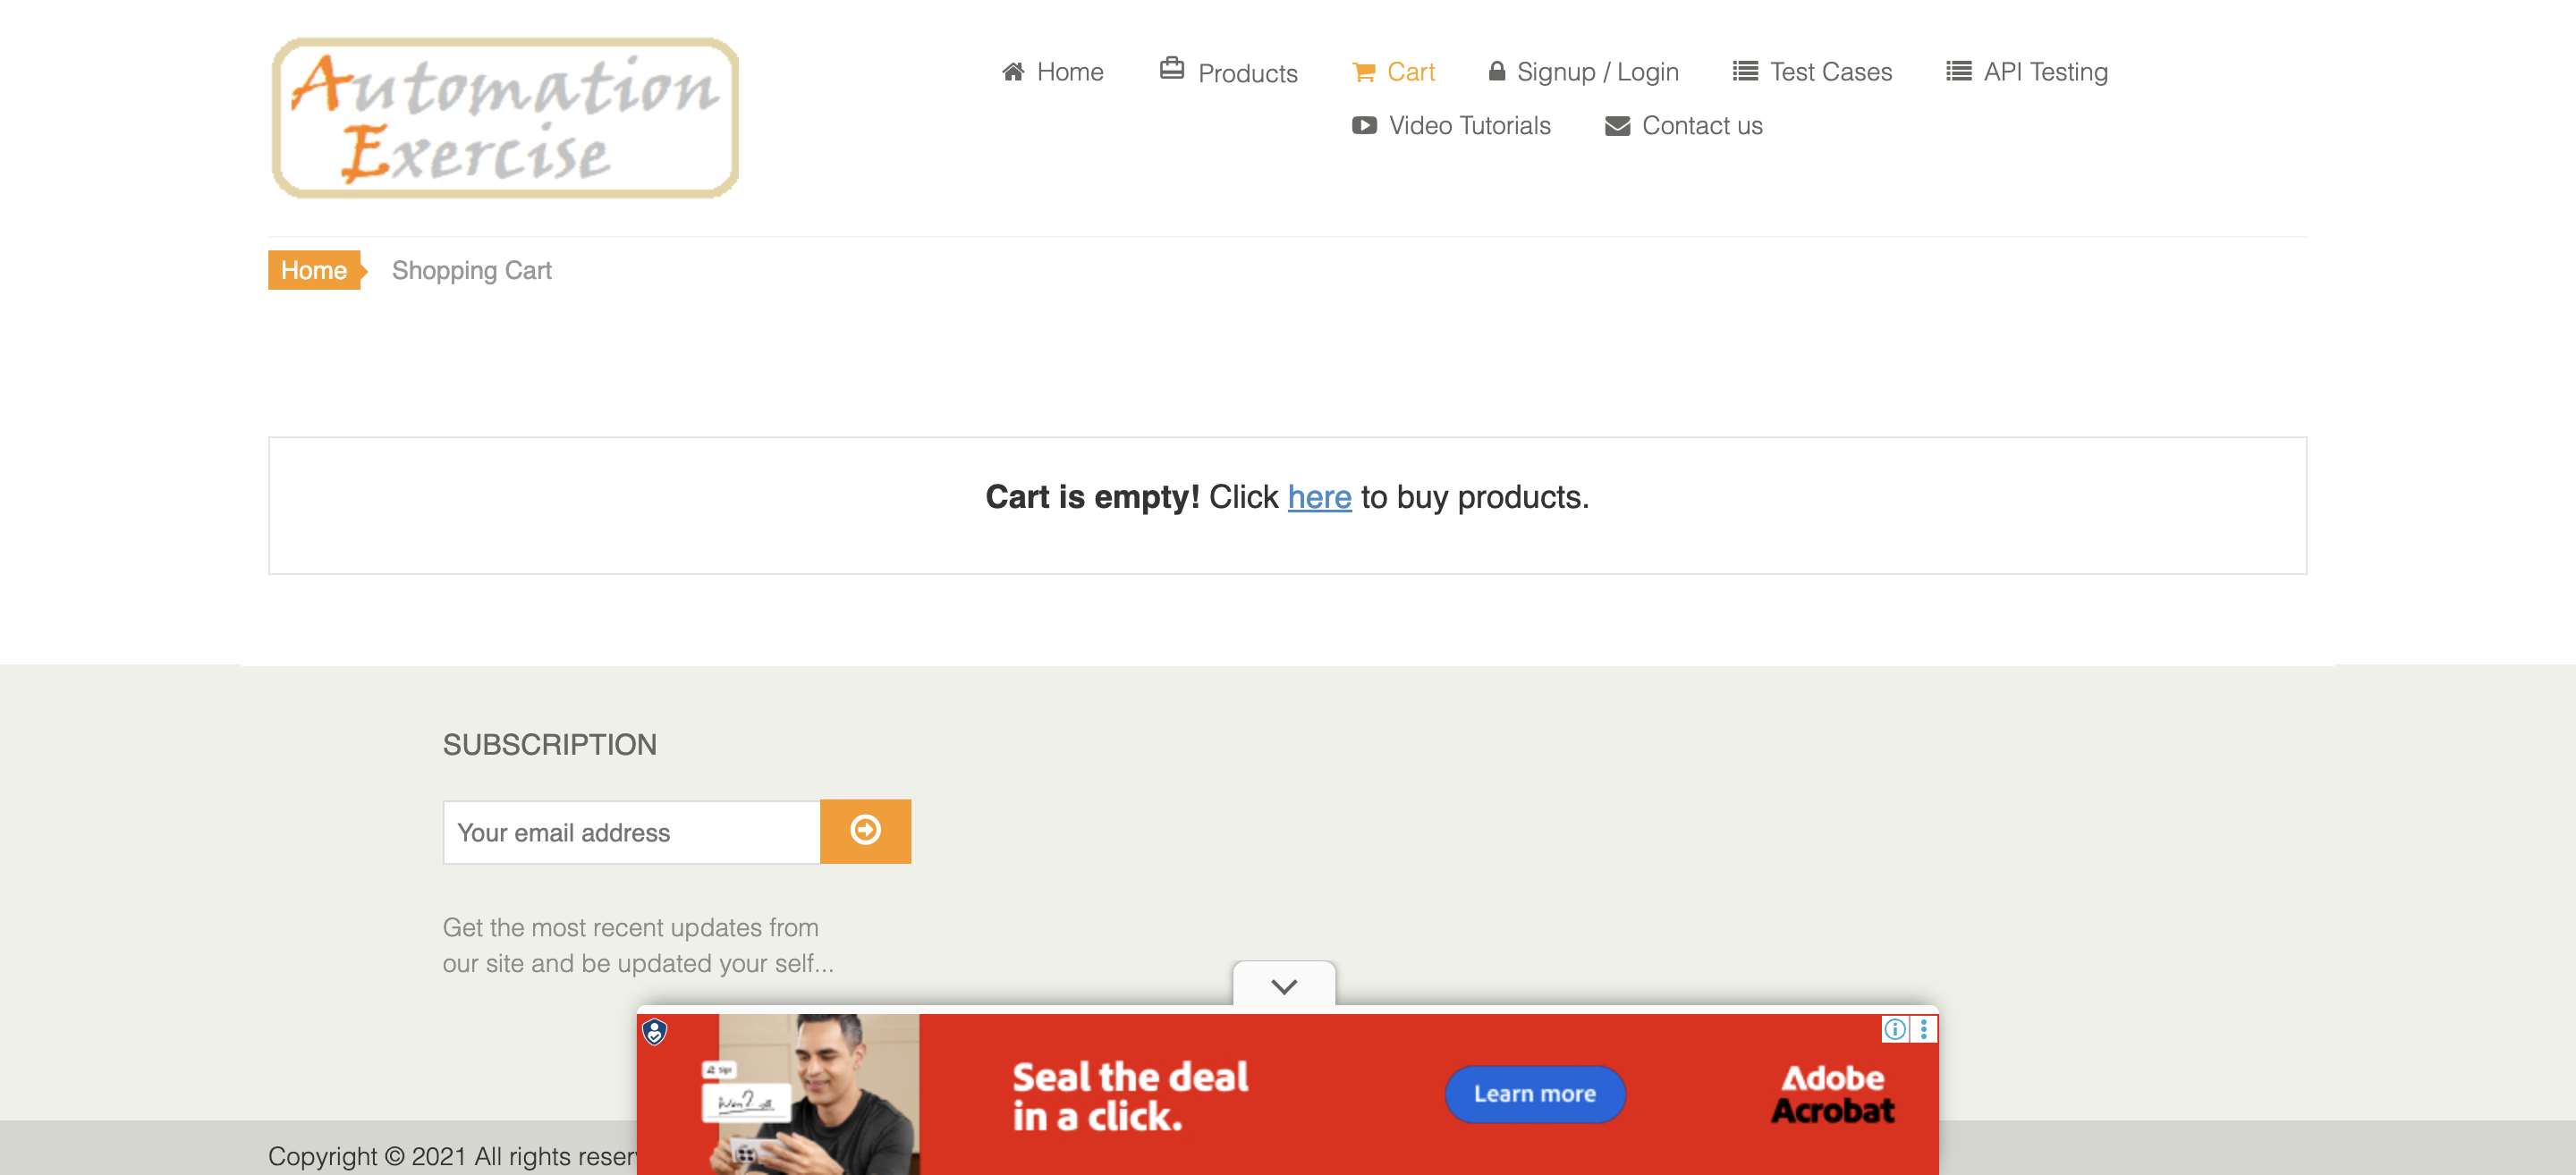 Automation
Exercise
Home Products Cart Signup / Login Test Cases API Testing
Video Tutorials Contact us
Home Shopping Cart
Cart is empty! Click here to buy products.
SUBSCRIPTION
Your email address
Get the most recent updates from
our site and be updated your self...
Seal the deal
in a click.
Learn more
Adobe
Acrobat
Copyright © 2021 All rights